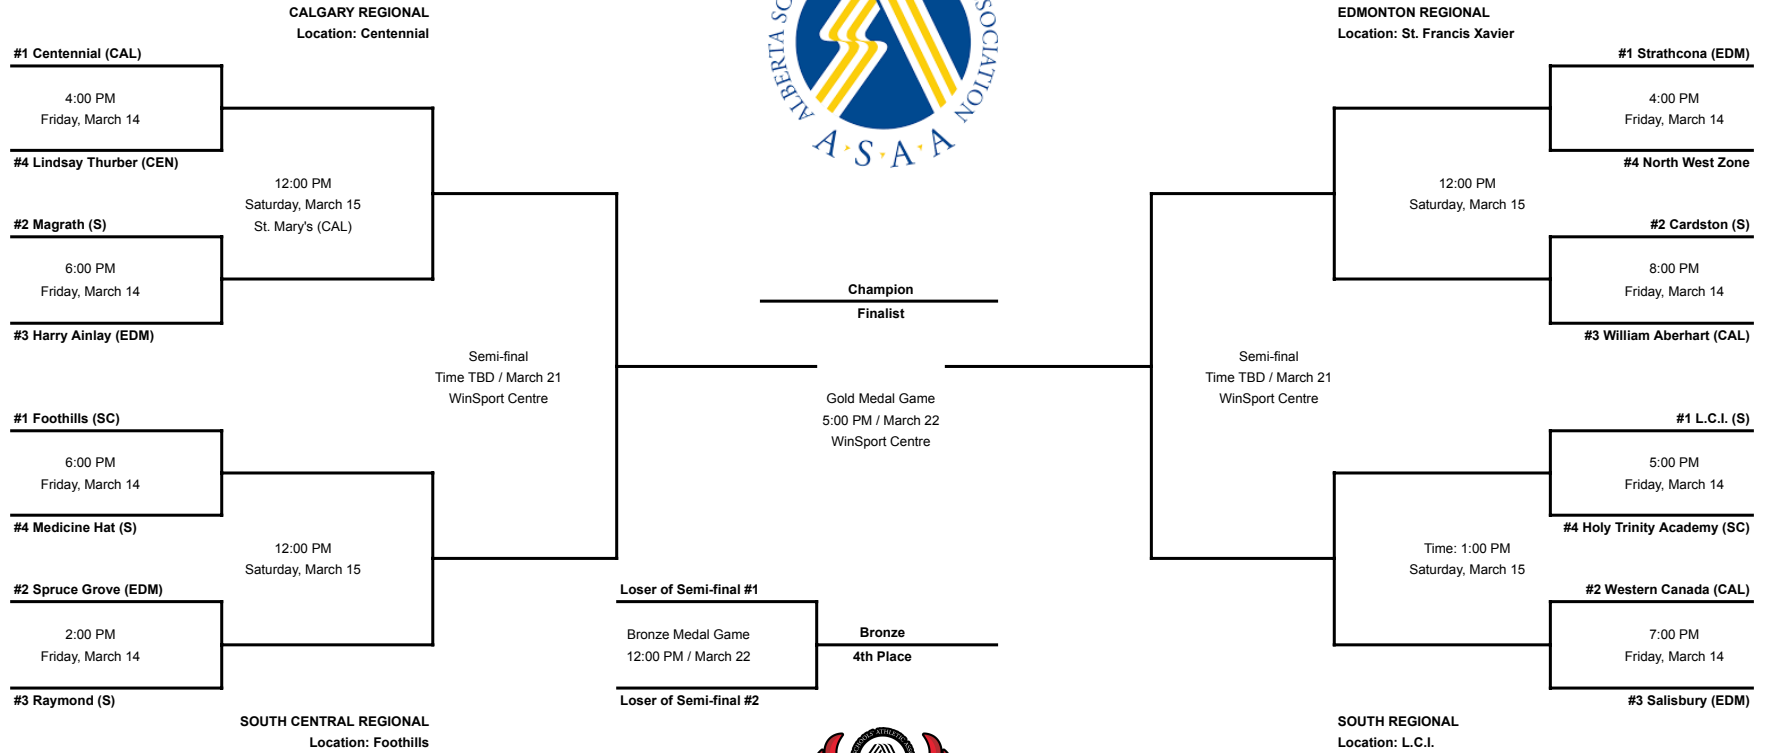 CALGARY REGIONAL
Location: Centennial
#1 Centennial (CAL)
4:00 PM
Friday, March 14
#4 Lindsay Thurber (CEN)
12:00 PM
Saturday, March 15
St. Mary's (CAL)
#2 Magrath (S)
6:00 PM
Friday, March 14
#3 Harry Ainlay (EDM)
Semi-final
Time TBD / March 21
WinSport Centre
#1 Foothills (SC)
6:00 PM
Friday, March 14
#4 Medicine Hat (S)
12:00 PM
Saturday, March 15
#2 Spruce Grove (EDM)
2:00 PM
Friday, March 14
#3 Raymond (S)
SOUTH CENTRAL REGIONAL
Location: Foothills
ALBERTA
A·S·A·A
Champion
Finalist
Gold Medal Game
5:00 PM / March 22
WinSport Centre
Loser of Semi-final #1
Bronze Medal Game
12:00 PM / March 22
Loser of Semi-final #2
Bronze
4th Place
EDMONTON REGIONAL
Location: St. Francis Xavier
#1 Strathcona (EDM)
4:00 PM
Friday, March 14
#4 North West Zone
12:00 PM
Saturday, March 15
#2 Cardston (S)
8:00 PM
Friday, March 14
#3 William Aberhart (CAL)
Semi-final
Time TBD / March 21
WinSport Centre
#1 L.C.I. (S)
5:00 PM
Friday, March 14
#4 Holy Trinity Academy (SC)
Time: 1:00 PM
Saturday, March 15
#2 Western Canada (CAL)
7:00 PM
Friday, March 14
#3 Salisbury (EDM)
SOUTH REGIONAL
Location: L.C.I.